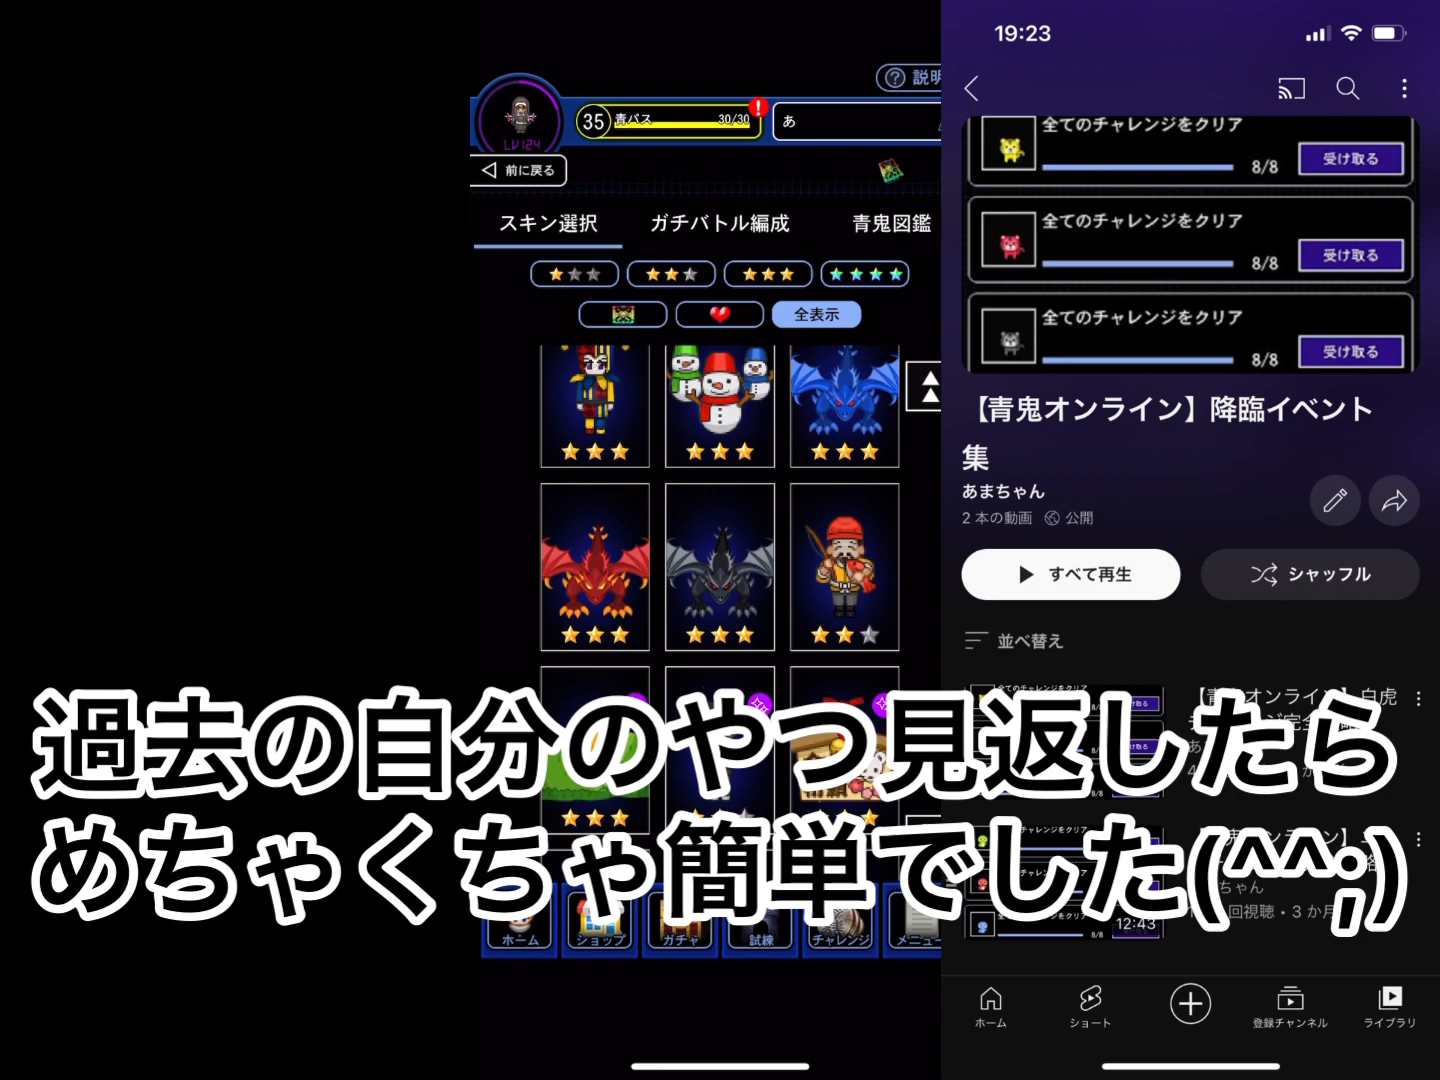 19:23
説明
35 青パス 30/30
あ
LV124
前に戻る
スキン選択 ガチバトル編成 青鬼図鑑
全表示
ホーム ショップ ガチャ 試練 チャレンジ メニュー
全てのチャレンジをクリア
8/8 受け取る
全てのチャレンジをクリア
8/8 受け取る
全てのチャレンジをクリア
8/8 受け取る
【青鬼オンライン】降臨イベント
集
あまちゃん
2 本の動画 公開
すべて再生 シャッフル
並べ替え
過去の自分のやつ見返したら
めちゃくちゃ簡単でした(^^;)
12:43
ホーム ショート 登録チャンネル ライブラリ